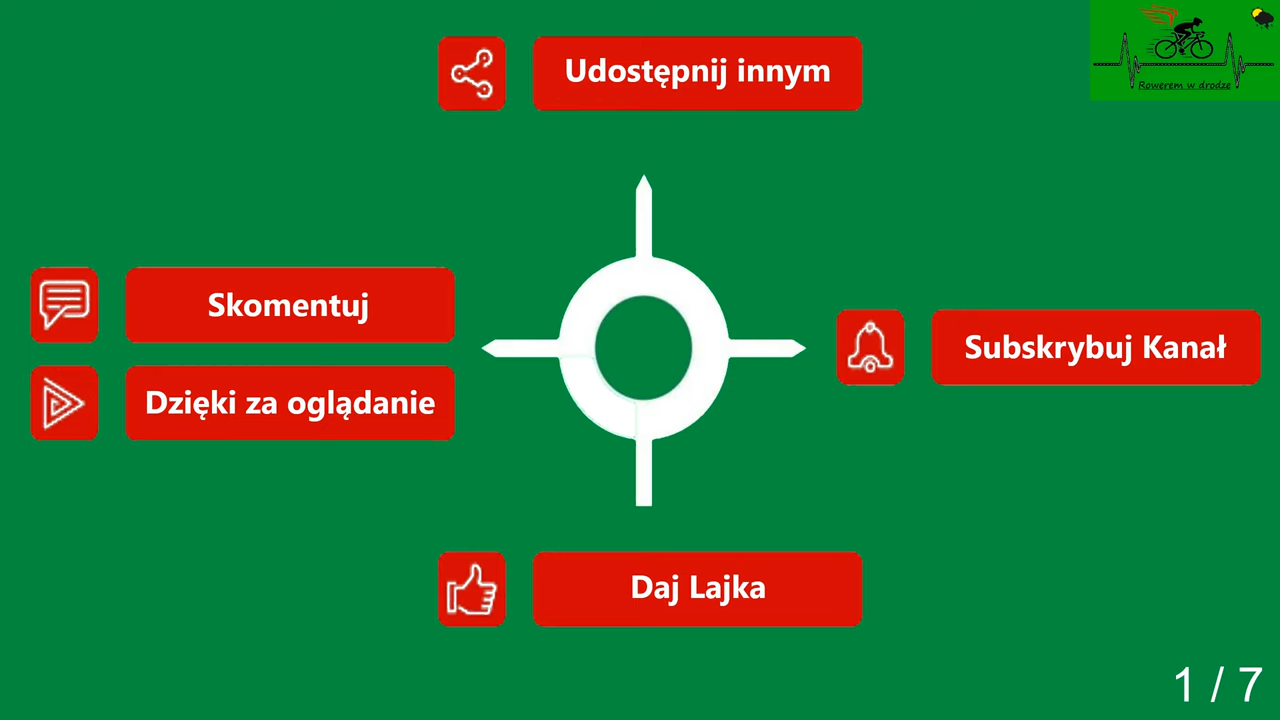 Udostępnij innym
Rowerem w drodze
Skomentuj
Subskrybuj Kanał
Dzięki za oglądanie
Daj Lajka
1 / 7